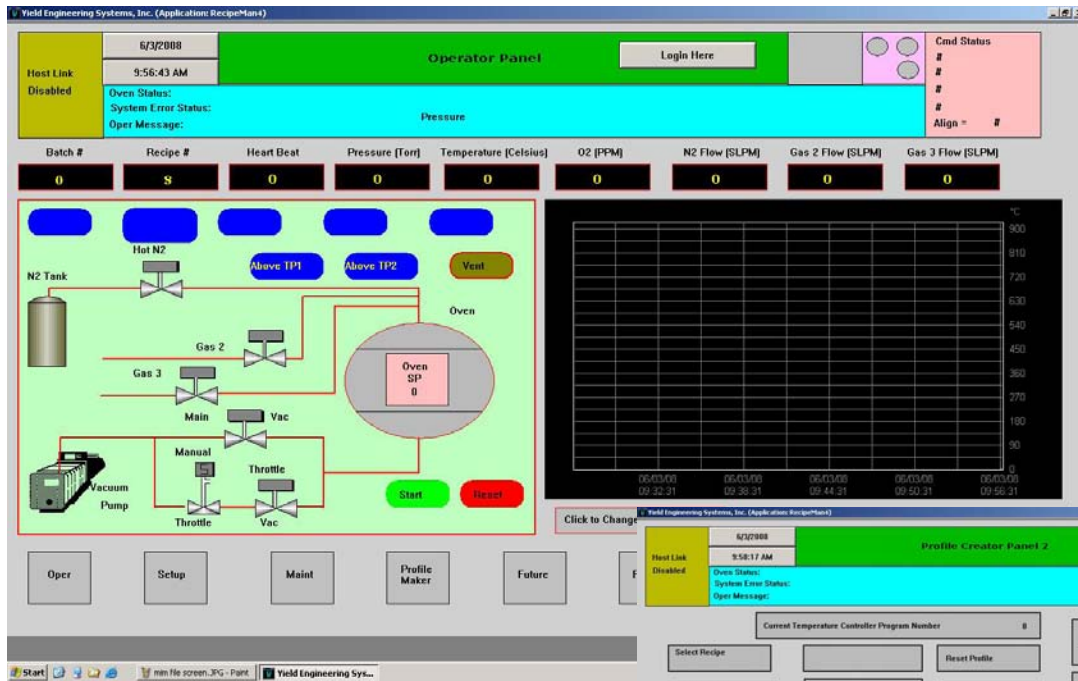 Yield Engineering Systems, Inc. (Application: RecipeMan4)
Host Link
Disabled
6/3/2008
9:56:43 AM
Operator Panel
Login Here
Cmd Status
#
#
#
#
Align = #
Oven Status:
System Error Status:
Oper Message:
Pressure
Batch # Recipe # Heart Beat Pressure (Torr) Temperature (Celsius) O2 (PPM) N2 Flow (SLPM) Gas 2 Flow (SLPM) Gas 3 Flow (SLPM)
0 8 0 0 0 0 0 0 0
Hot N2
Above TP1
Above TP2
Vent
N2 Tank
Oven
Gas 2
Gas 3
Oven
SP
0
Main
Vac
Manual
Throttle
Vacuum
Pump
Throttle
Vac
Start
Reset
°C
900
810
720
630
540
450
360
270
180
90
0
06/03/08 06/03/08 06/03/08 06/03/08 06/03/08
09:32:31 09:38:31 09:44:31 09:50:31 09:56:31
Click to Change
Oper
Setup
Maint
Profile
Maker
Future
F
Yield Engineering Systems, Inc. (Application: RecipeMan4)
Host Link
Disabled
6/3/2008
9:58:17 AM
Profile Creator Panel 2
Oven Status:
System Error Status:
Oper Message:
Current Temperature Controller Program Number 0
Select Recipe
Reset Profile
Start
mim file screen.JPG - Paint
Yield Engineering Sys...